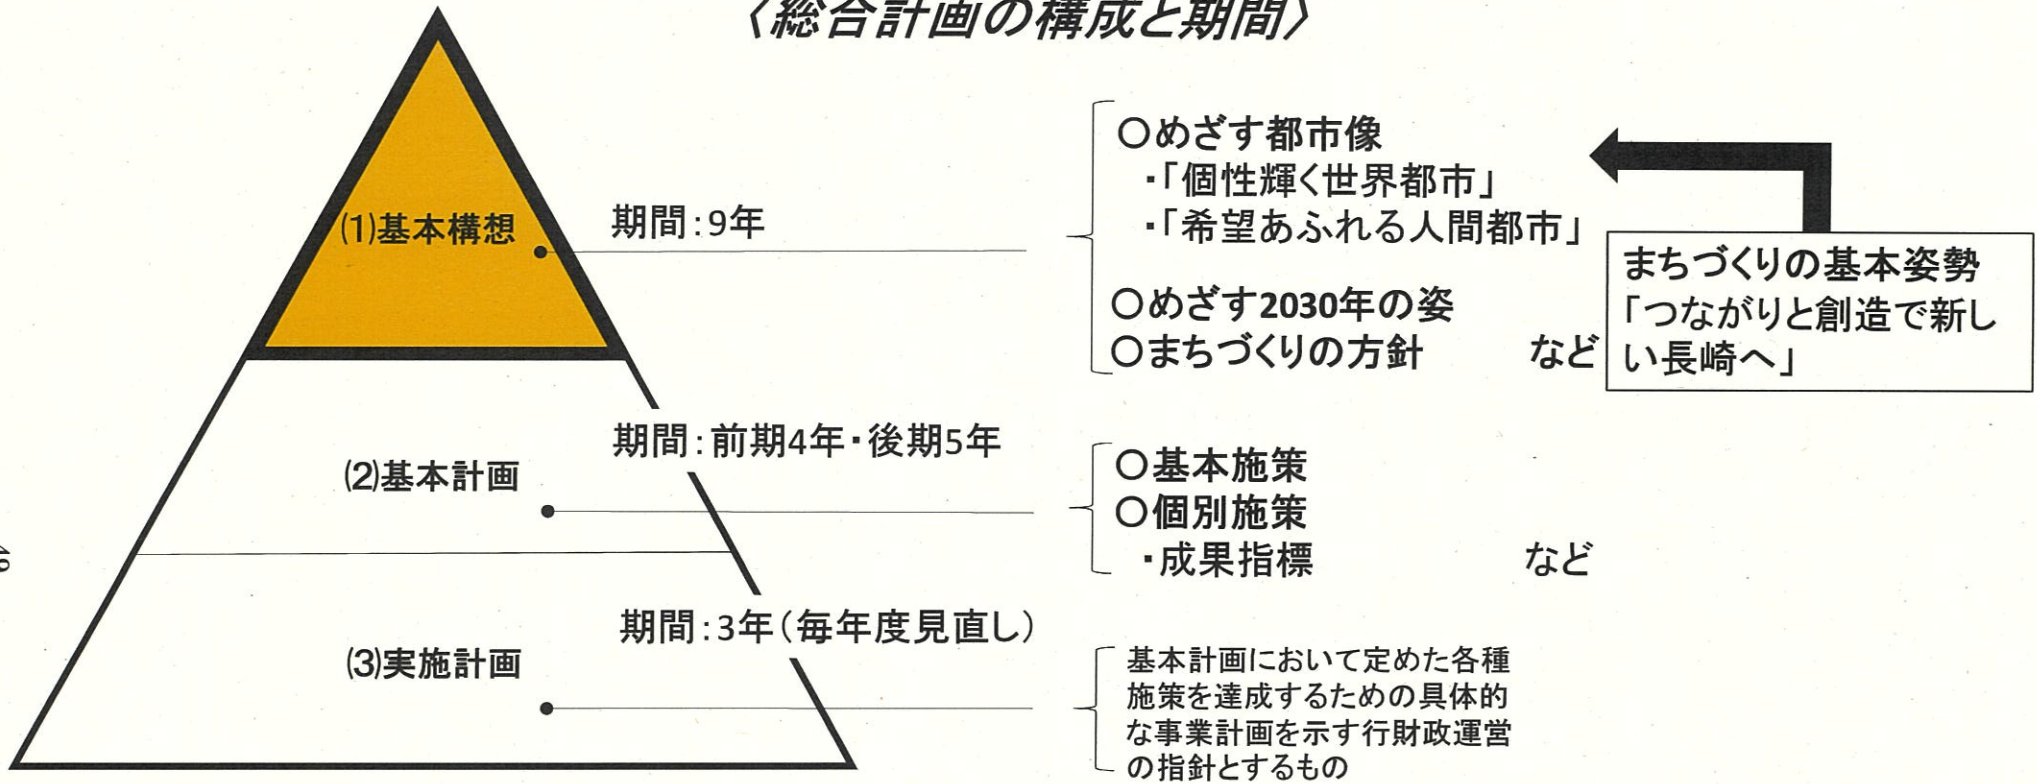 〈総合計画の構成と期間〉
⑴基本構想
期間：9年
○めざす都市像
・「個性輝く世界都市」
・「希望あふれる人間都市」
○めざす2030年の姿
○まちづくりの方針　など
まちづくりの基本姿勢
「つながりと創造で新し
い長崎へ」
⑵基本計画
期間：前期4年・後期5年
○基本施策
○個別施策
・成果指標　など
⑶実施計画
期間：3年（毎年度見直し）
基本計画において定めた各種
施策を達成するための具体的
な事業計画を示す行財政運営
の指針とするもの